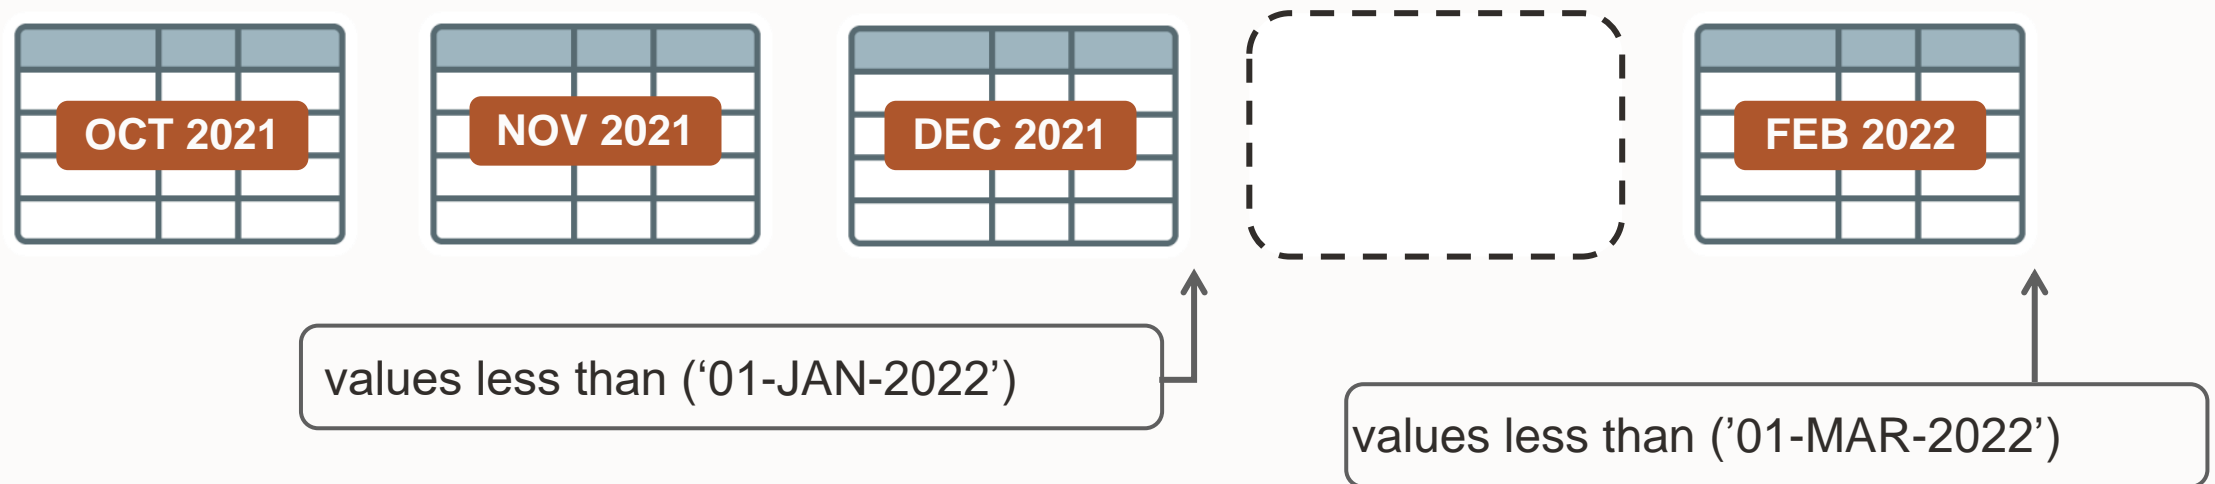 OCT 2021
NOV 2021
DEC 2021
FEB 2022
values less than (‘01-JAN-2022’)
values less than (’01-MAR-2022’)